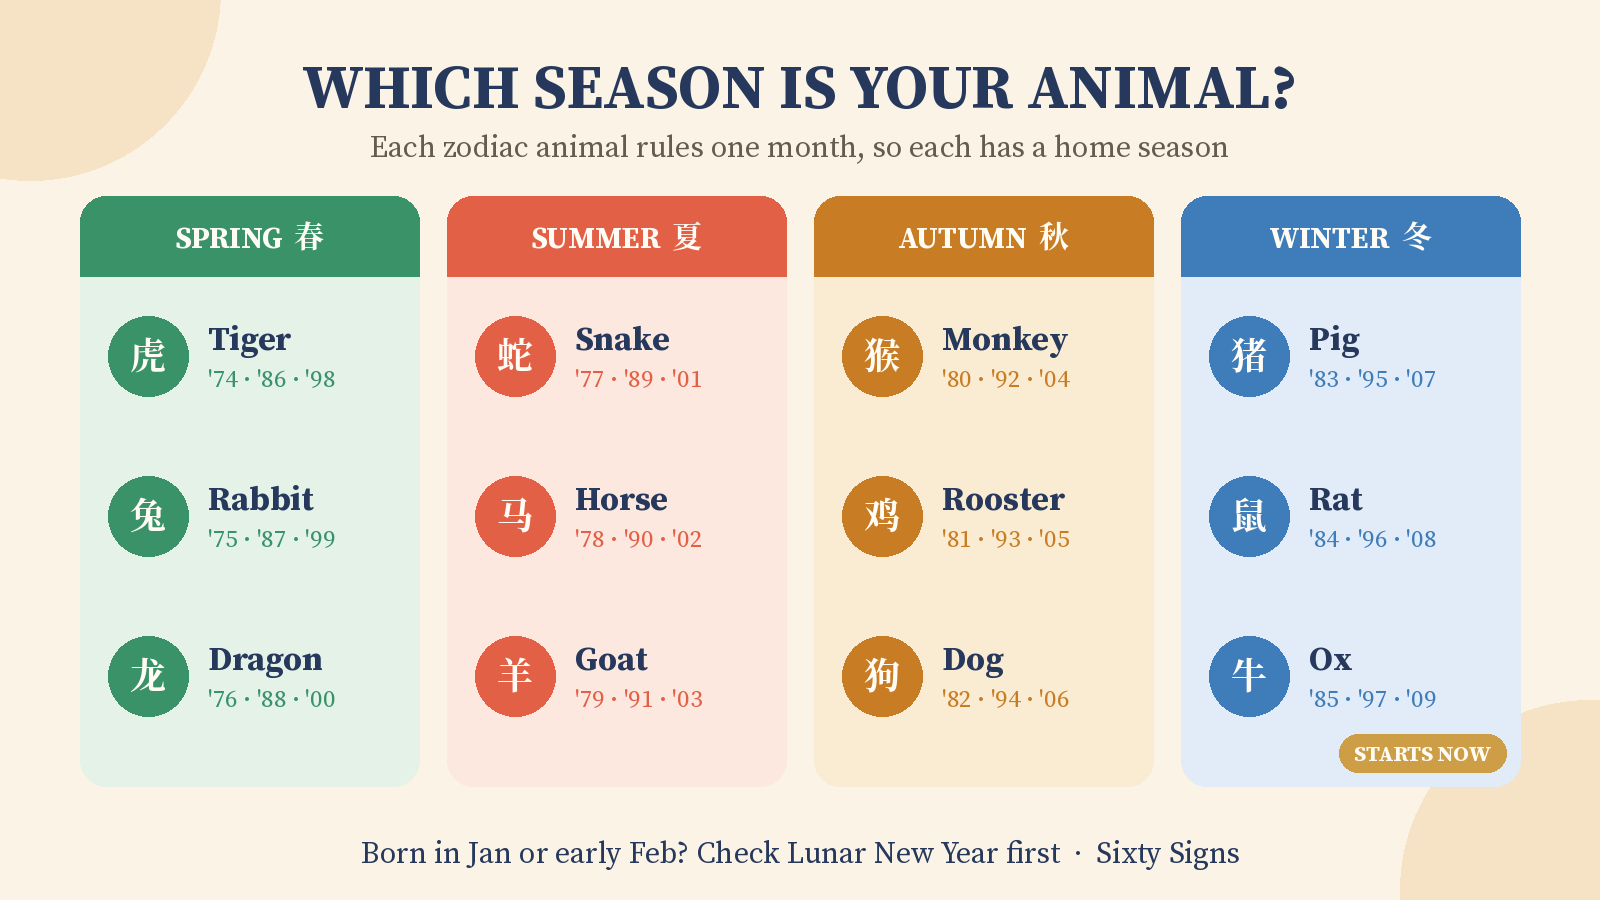 WHICH SEASON IS YOUR ANIMAL?
Each zodiac animal rules one month, so each has a home season
SPRING 春
虎
Tiger
'74 · '86 · '98
兔
Rabbit
'75 · '87 · '99
龙
Dragon
'76 · '88 · '00
SUMMER 夏
蛇
Snake
'77 · '89 · '01
马
Horse
'78 · '90 · '02
羊
Goat
'79 · '91 · '03
AUTUMN 秋
猴
Monkey
'80 · '92 · '04
鸡
Rooster
'81 · '93 · '05
狗
Dog
'82 · '94 · '06
WINTER 冬
猪
Pig
'83 · '95 · '07
鼠
Rat
'84 · '96 · '08
牛
Ox
'85 · '97 · '09
STARTS NOW
Born in Jan or early Feb? Check Lunar New Year first · Sixty Signs